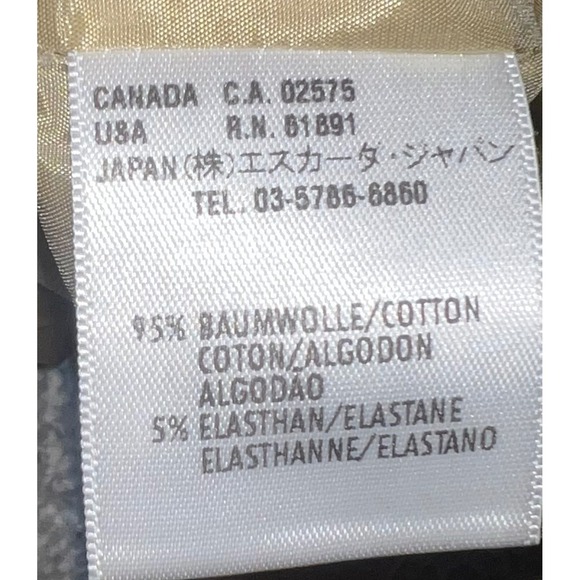 CANADA C.A. 02575
USA R.N. 61891
JAPAN(株)エスカーダ・ジャパン
TEL. 03-5786-6860
95% BAUMWOLLE/COTTON
COTON/ALGODON
ALGODAO
5% ELASTHAN/ELASTANE
ELASTHANNE/ELASTANO